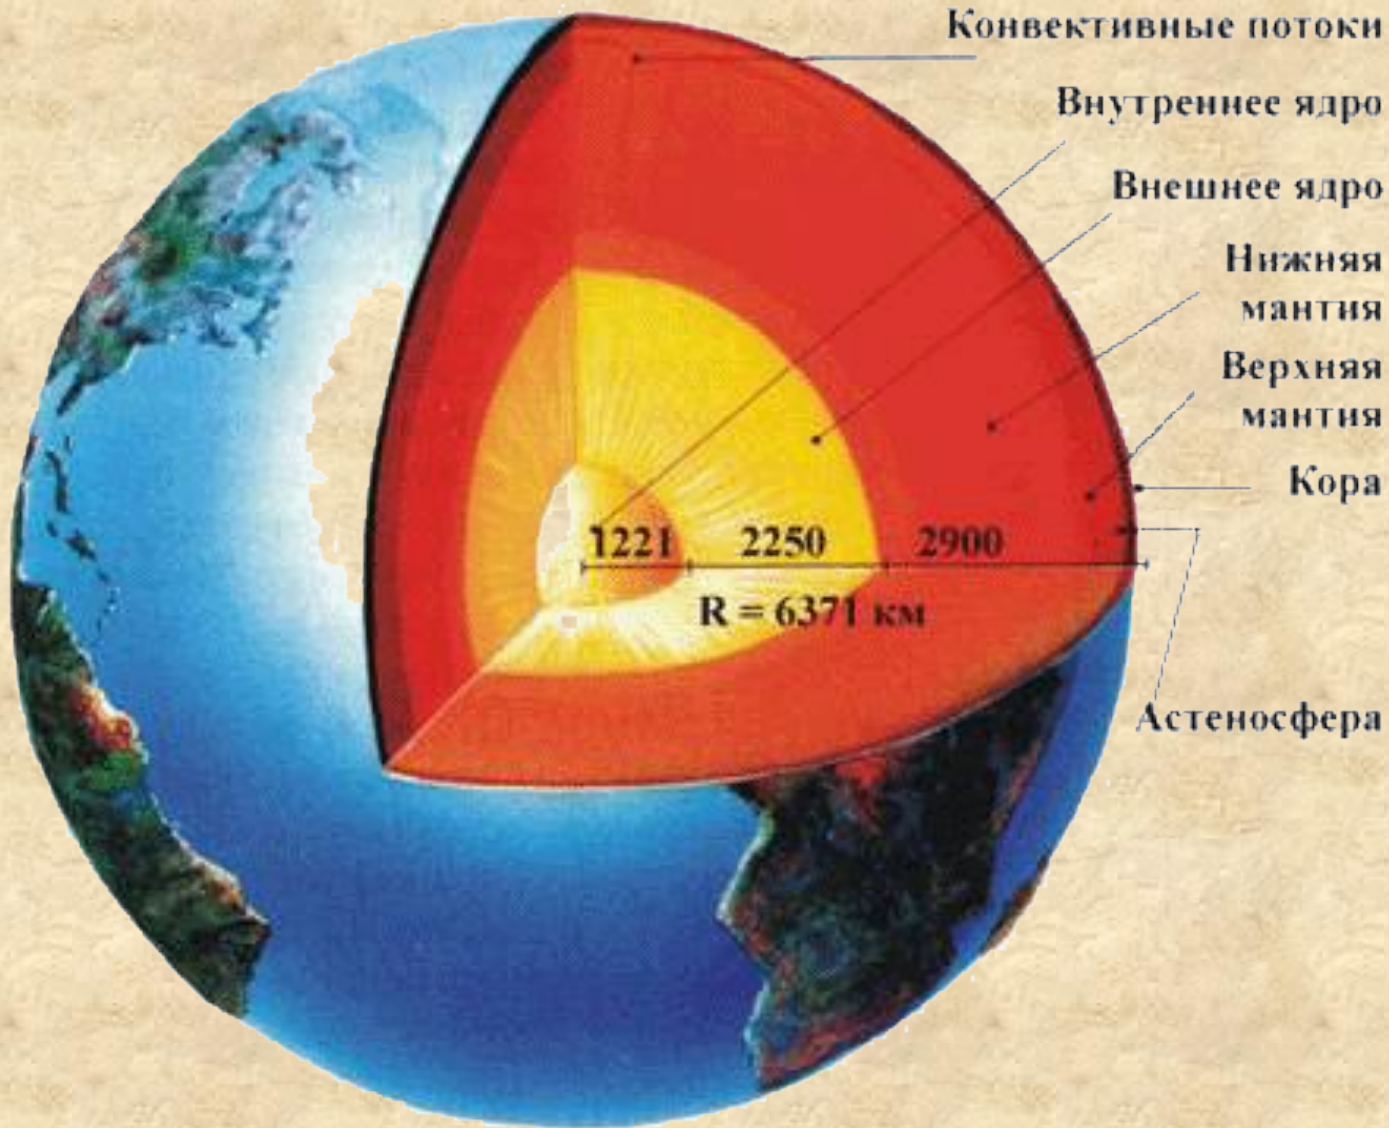 Конвективные потоки
Внутреннее ядро
Внешнее ядро
Нижняя
мантия
Верхняя
мантия
Кора
1221 2250 2900
R = 6371 км
Астеносфера